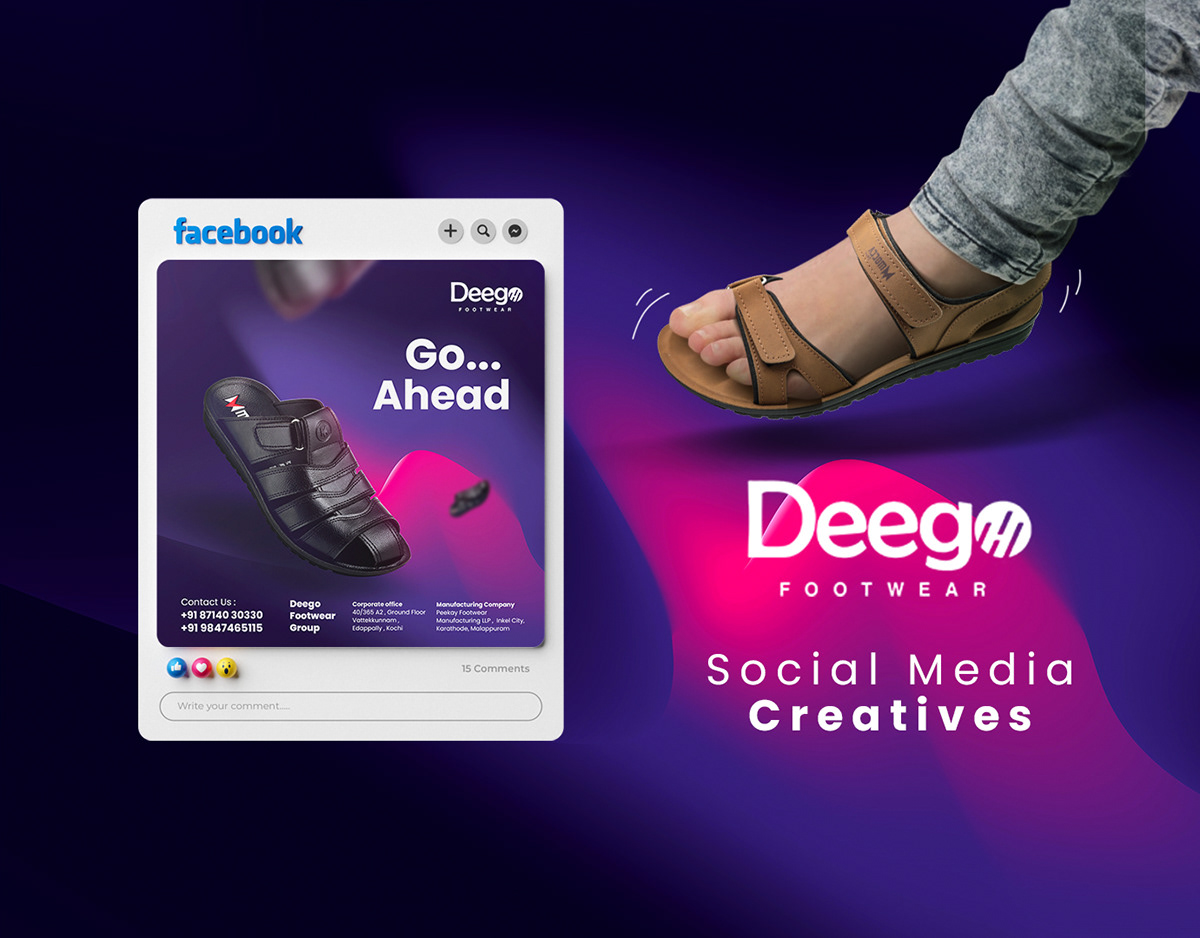 facebook
Deego
FOOTWEAR
Go...
Ahead
Contact Us :
+91 87140 30330
+91 9847465115
Deego
Footwear
Group
Corporate office
40/365 A2 , Ground Floor
Vattekkunnam ,
Edappally , Kochi
Manufacturing Company
Peekay Footwear
Manufacturing LLP , Inkel City,
Karathode, Malappuram
15 Comments
Write your comment.....
Deego
FOOTWEAR
Social Media
Creatives